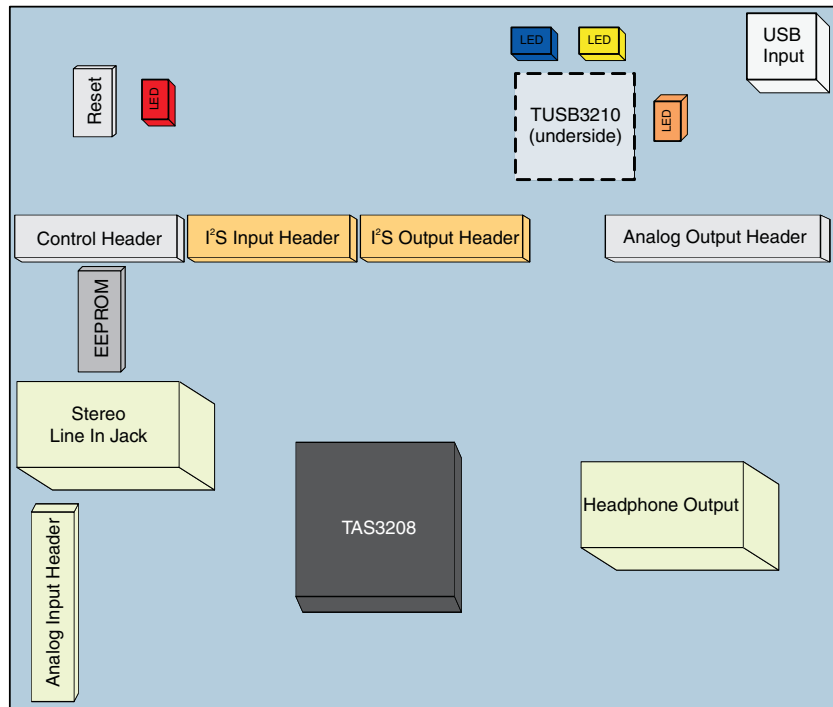 LED
LED
USB
Input
Reset
LED
TUSB3210
(underside)
LED
Control Header
I²S Input Header
I²S Output Header
Analog Output Header
EEPROM
Stereo
Line In Jack
TAS3208
Headphone Output
Analog Input Header